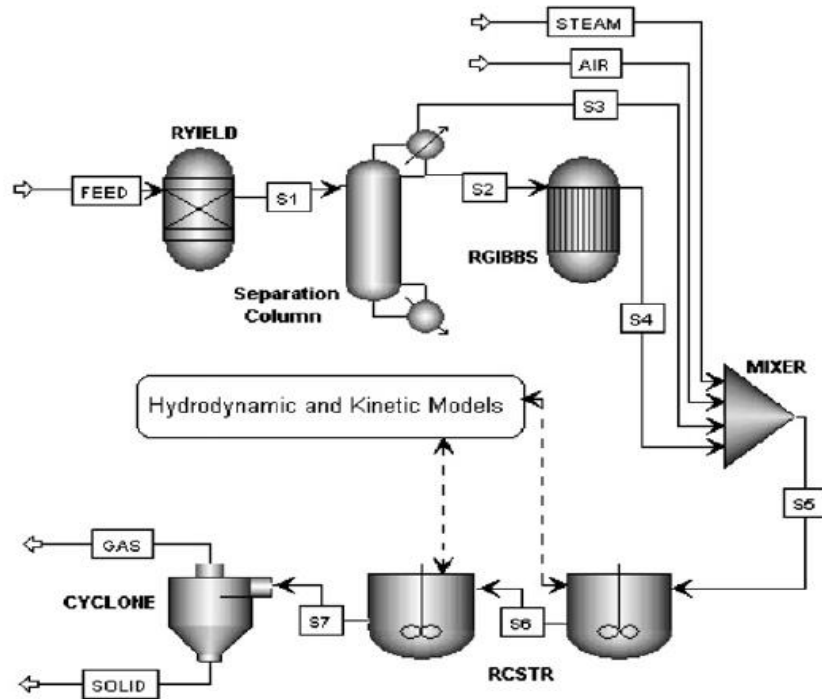 STEAM
AIR
S3
RYIELD
FEED
S1
S2
RGIBBS
Separation
Column
S4
MIXER
Hydrodynamic and Kinetic Models
S5
GAS
CYCLONE
S7
S6
RCSTR
SOLID